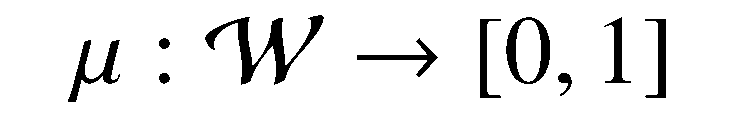 μ : 𝒲 → [0, 1]